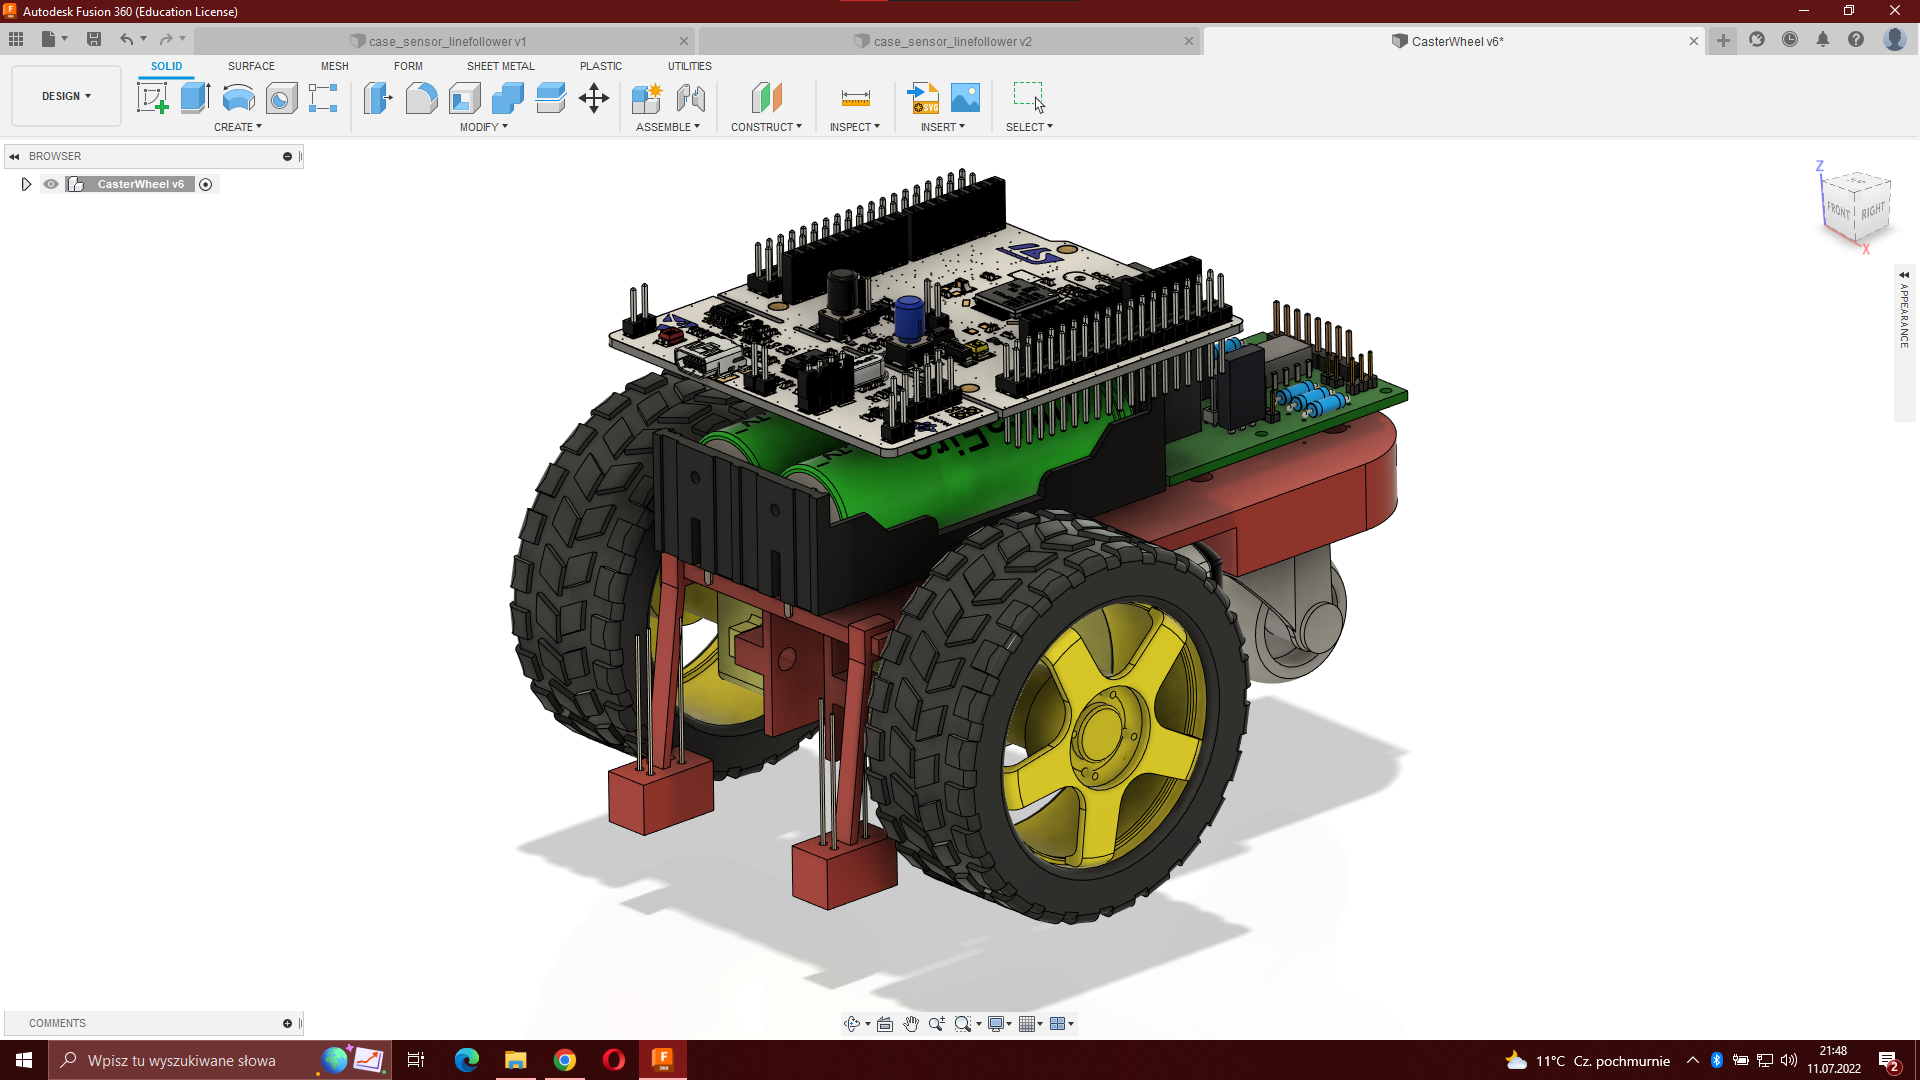 Autodesk Fusion 360 (Education License)
case_sensor_linefollower v1
case_sensor_linefollower v2
CasterWheel v6*
SOLID
SURFACE
MESH
FORM
SHEET METAL
PLASTIC
UTILITIES
DESIGN
CREATE
MODIFY
ASSEMBLE
CONSTRUCT
INSPECT
INSERT
SELECT
SVG
BROWSER
CasterWheel v6
Z
FRONT
RIGHT
X
APPEARANCE
COMMENTS
Wpisz tu wyszukiwane słowa
F
360
11°C Cz. pochmurnie
21:48
11.07.2022
2